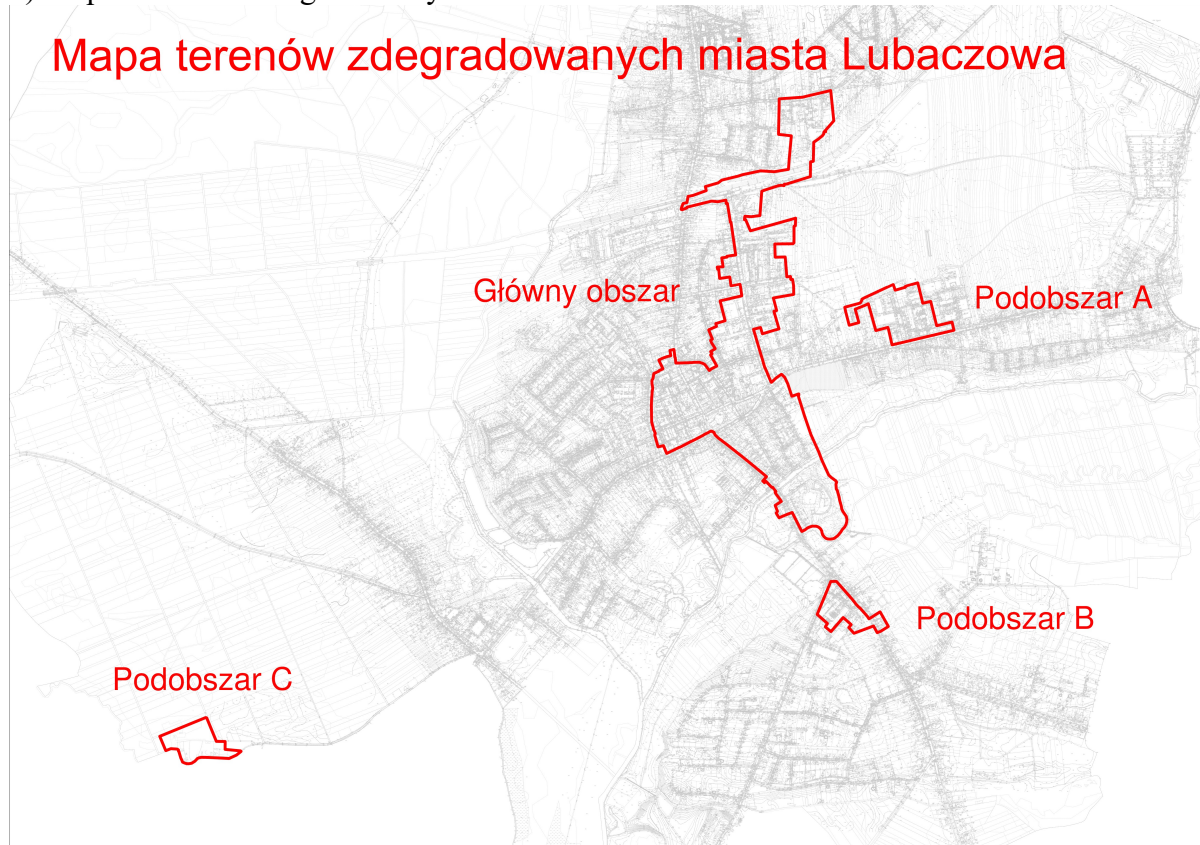 Mapa terenów zdegradowanych miasta Lubaczowa
Główny obszar
Podobszar A
Podobszar B
Podobszar C